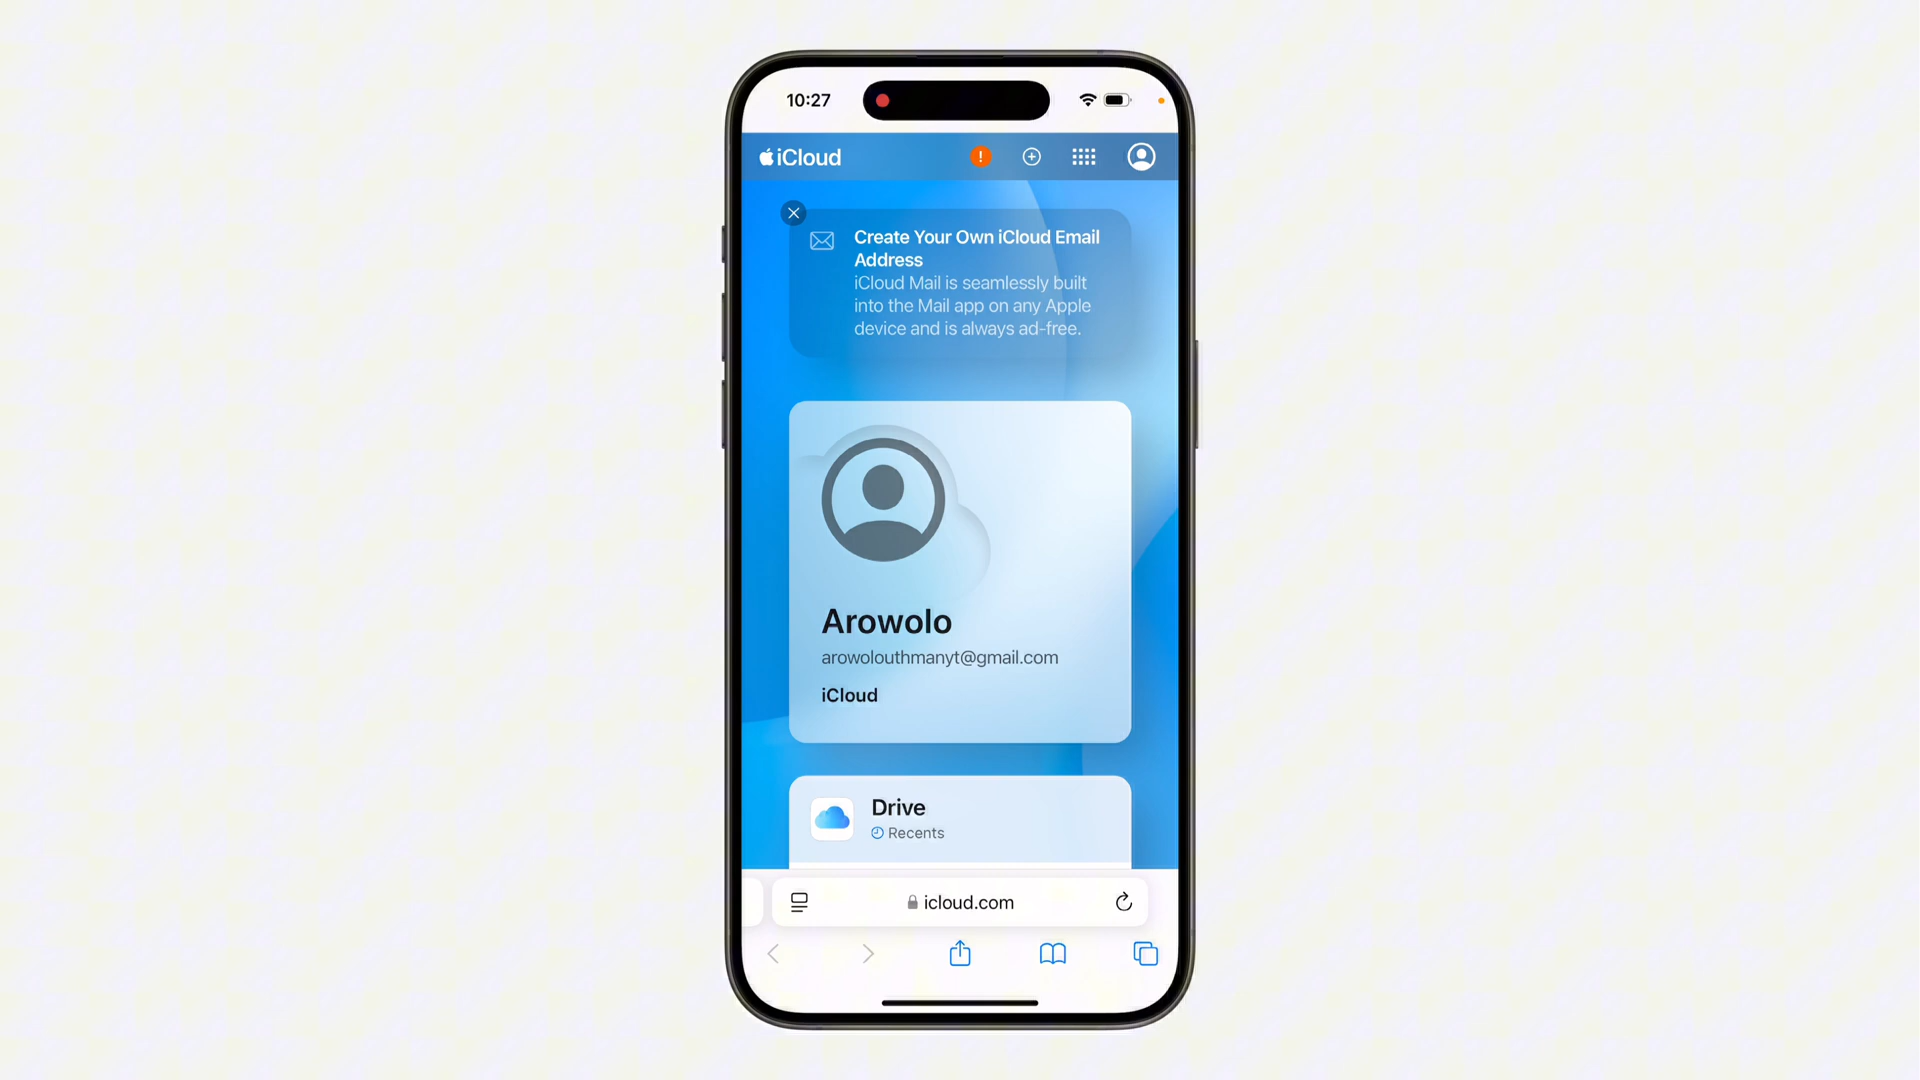 10:27
iCloud
Create Your Own iCloud Email
Address
iCloud Mail is seamlessly built
into the Mail app on any Apple
device and is always ad-free.
Arowolo
arowolouthmanyt@gmail.com
iCloud
Drive
Recents
icloud.com